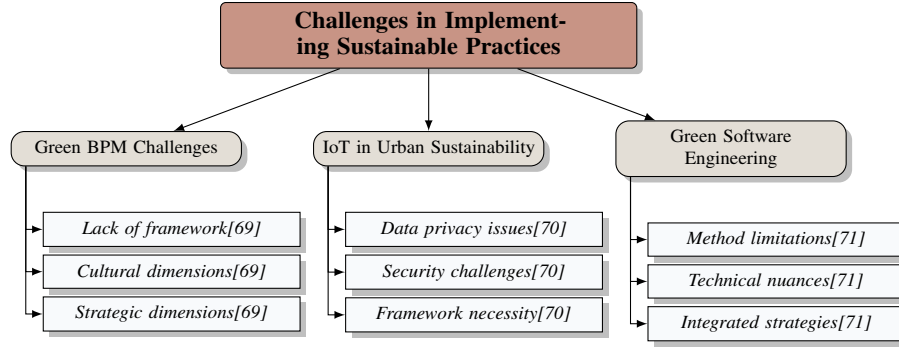 Challenges in Implement-
ing Sustainable Practices
Green BPM Challenges
Lack of framework[69]
Cultural dimensions[69]
Strategic dimensions[69]
IoT in Urban Sustainability
Data privacy issues[70]
Security challenges[70]
Framework necessity[70]
Green Software
Engineering
Method limitations[71]
Technical nuances[71]
Integrated strategies[71]